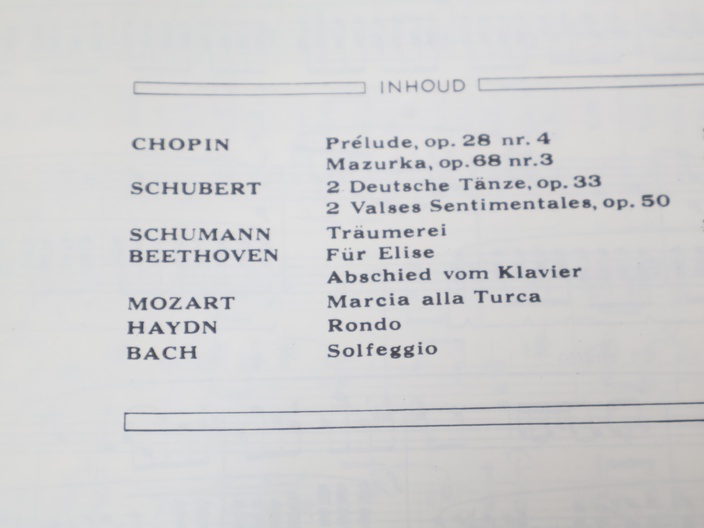 INHOUD
CHOPIN Prélude, op. 28 nr. 4
Mazurka, op. 68 nr. 3
SCHUBERT 2 Deutsche Tänze, op. 33
2 Valses Sentimentales, op. 50
SCHUMANN Träumerei
BEETHOVEN Für Elise
Abschied vom Klavier
MOZART Marcia alla Turca
HAYDN Rondo
BACH Solfeggio